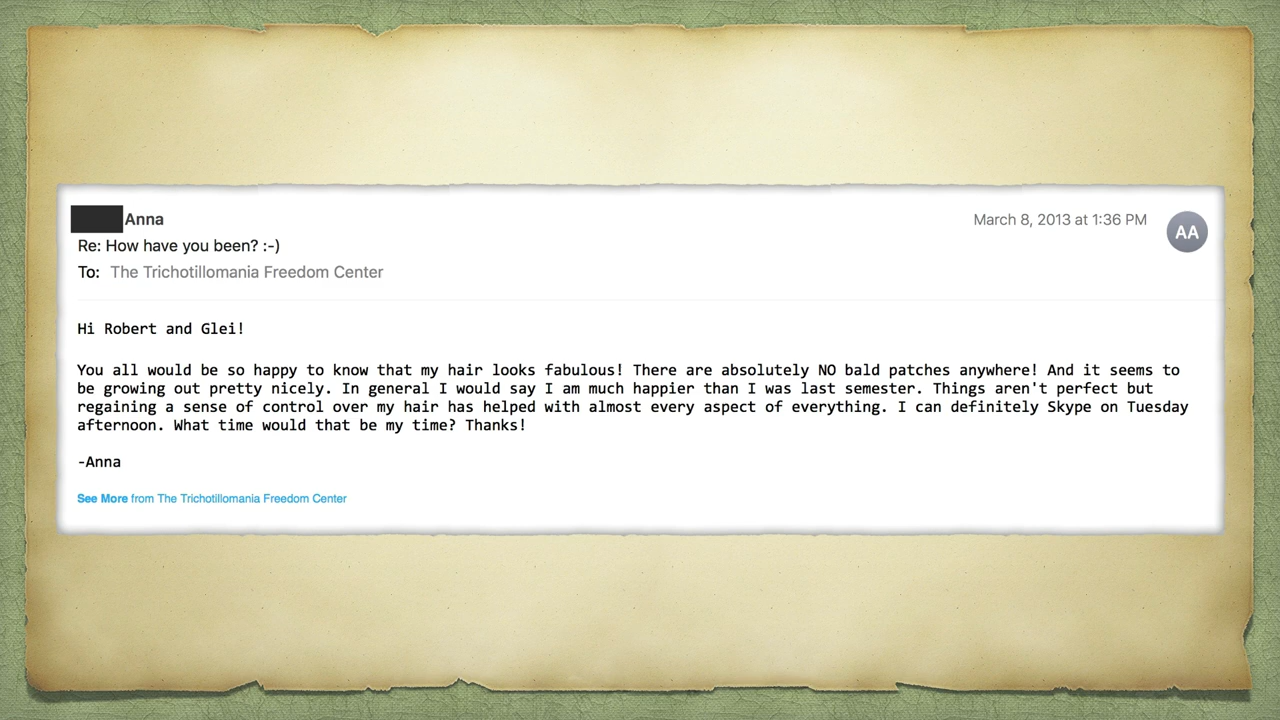 Anna
March 8, 2013 at 1:36 PM
AA
Re: How have you been? :-)
To: The Trichotillomania Freedom Center
Hi Robert and Glei!
You all would be so happy to know that my hair looks fabulous! There are absolutely NO bald patches anywhere! And it seems to
be growing out pretty nicely. In general I would say I am much happier than I was last semester. Things aren't perfect but
regaining a sense of control over my hair has helped with almost every aspect of everything. I can definitely Skype on Tuesday
afternoon. What time would that be my time? Thanks!
-Anna
See More from The Trichotillomania Freedom Center